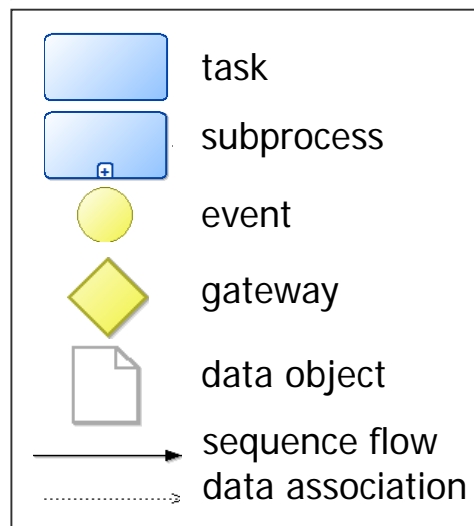 task
subprocess
event
gateway
data object
sequence flow
data association